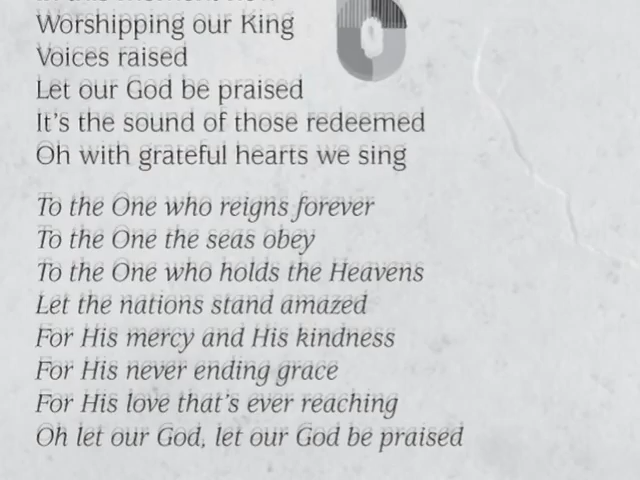 Worshipping our King
Voices raised
Let our God be praised
It's the sound of those redeemed
Oh with grateful hearts we sing
To the One who reigns forever
To the One the seas obey
To the One who holds the Heavens
Let the nations stand amazed
For His mercy and His kindness
For His never ending grace
For His love that's ever reaching
Oh let our God, let our God be praised